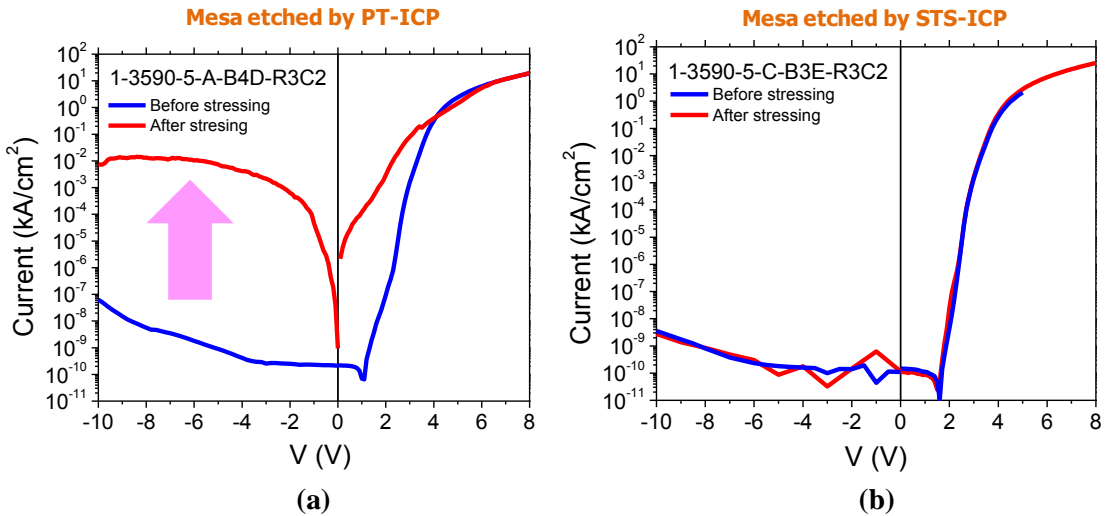 Mesa etched by PT-ICP
10^2
10^1
10^0
10^-1
10^-2
10^-3
10^-4
10^-5
10^-6
10^-7
10^-8
10^-9
10^-10
10^-11
Current (kA/cm^2)
1-3590-5-A-B4D-R3C2
Before stressing
After stresing
-10 -8 -6 -4 -2 0 2 4 6 8
V (V)
(a)
Mesa etched by STS-ICP
10^2
10^1
10^0
10^-1
10^-2
10^-3
10^-4
10^-5
10^-6
10^-7
10^-8
10^-9
10^-10
10^-11
Current (kA/cm^2)
1-3590-5-C-B3E-R3C2
Before stressing
After stressing
-10 -8 -6 -4 -2 0 2 4 6 8
V (V)
(b)